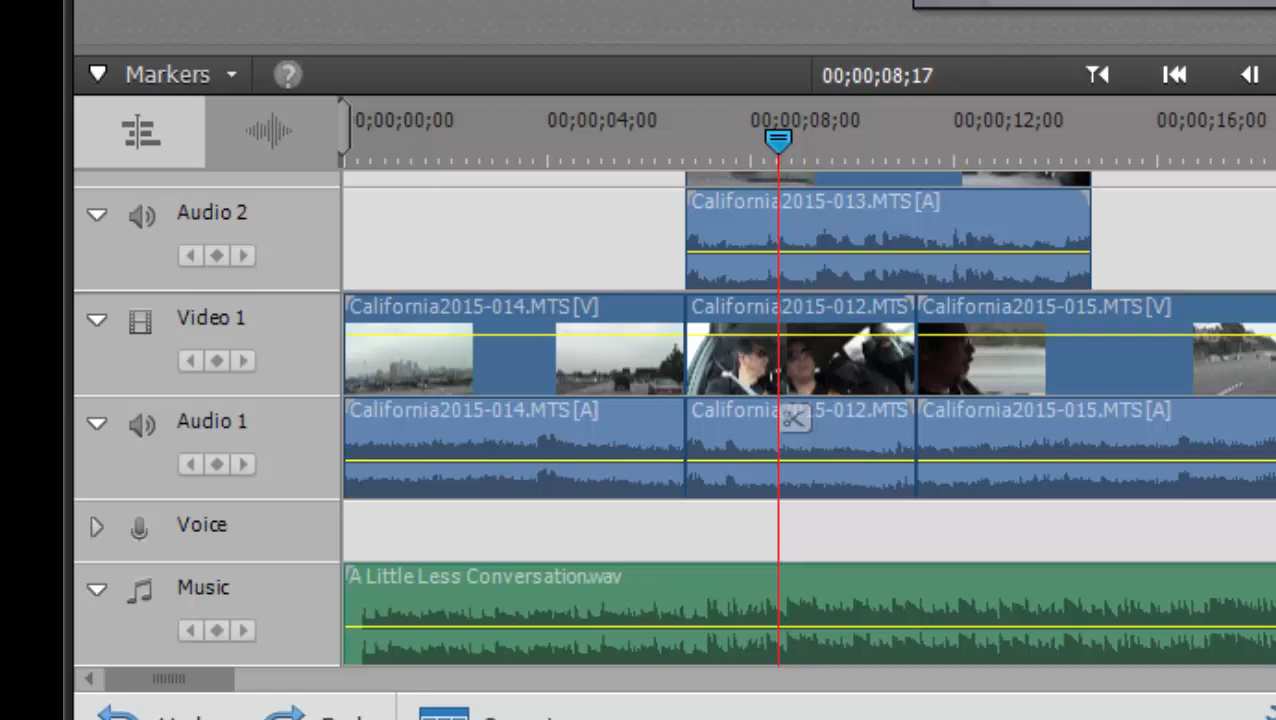 Markers
?
00;00;08;17
0;00;00;00 00;00;04;00 00;00;08;00 00;00;12;00 00;00;16;00
Audio 2
California2015-013.MTS [A]
Video 1
California2015-014.MTS [V] California2015-012.MTS California2015-015.MTS [V]
Audio 1
California2015-014.MTS [A] California 5-012.MTS California2015-015.MTS [A]
Voice
Music
A Little Less Conversation.wav